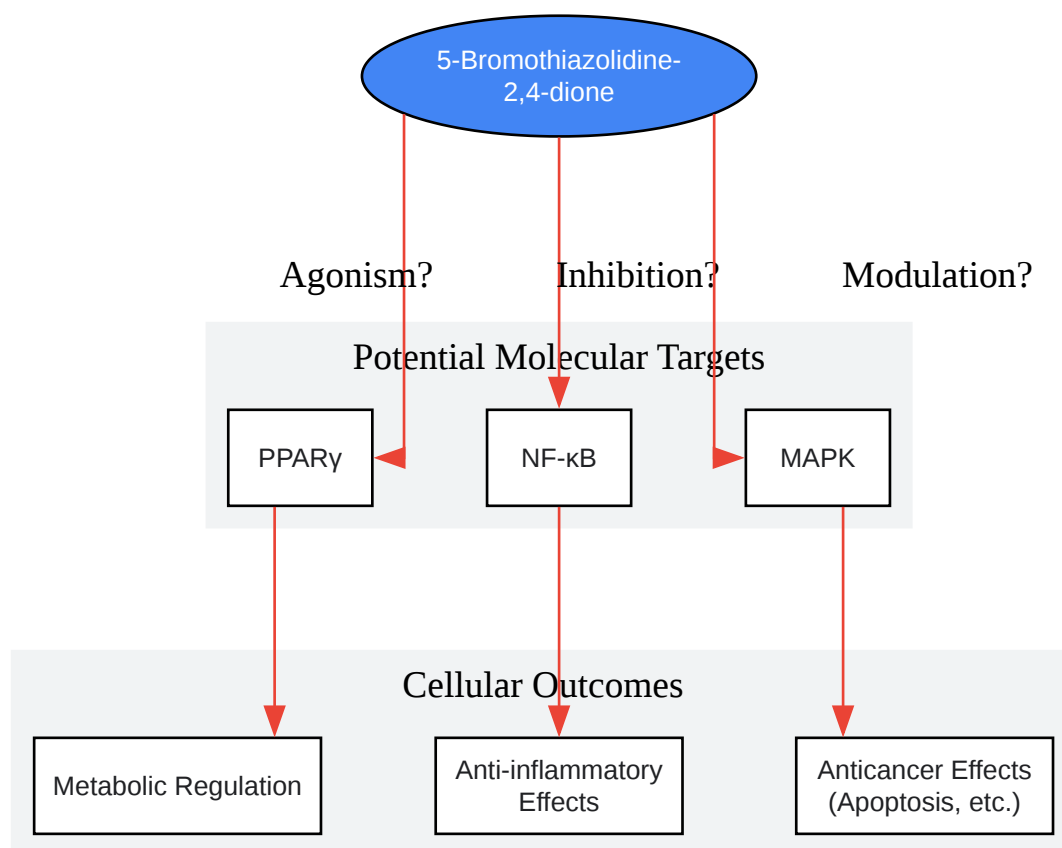 5-Bromothiazolidine-
2,4-dione
Agonism?
Inhibition?
Modulation?
Potential Molecular Targets
PPARγ
NF-κB
MAPK
Cellular Outcomes
Metabolic Regulation
Anti-inflammatory
Effects
Anticancer Effects
(Apoptosis, etc.)